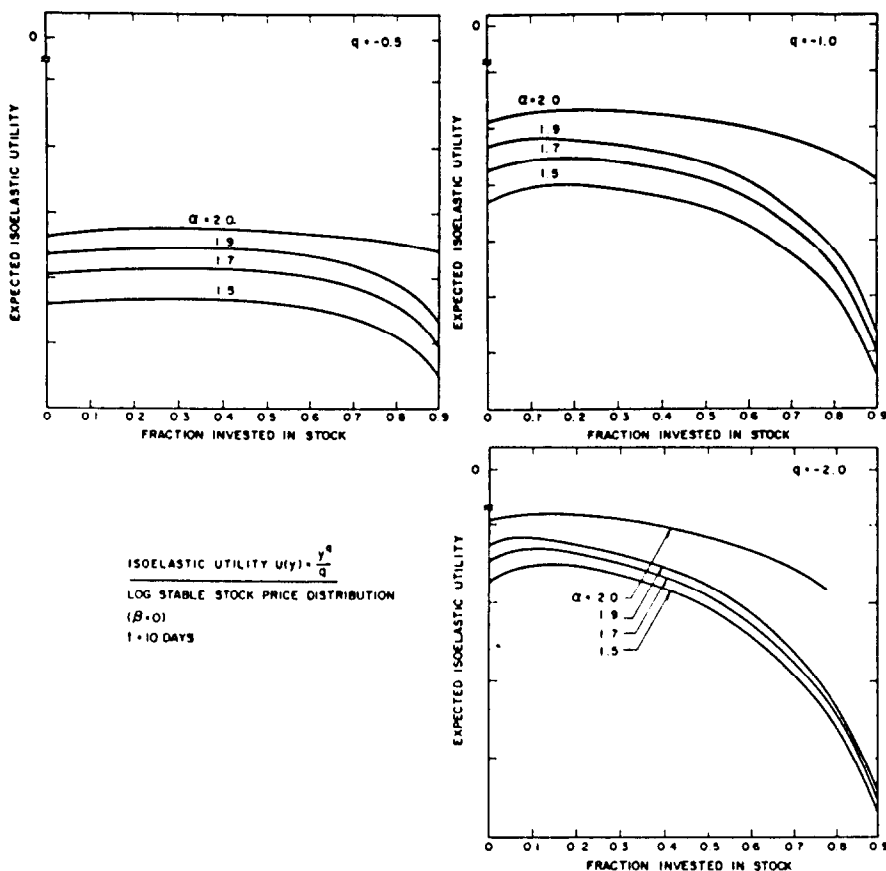 0
q = -0.5
α = 2.0
1.9
1.7
1.5
EXPECTED ISOELASTIC UTILITY
0 0.1 0.2 0.3 0.4 0.5 0.6 0.7 0.8 0.9
FRACTION INVESTED IN STOCK
0
q = -1.0
α = 2.0
1.9
1.7
1.5
EXPECTED ISOELASTIC UTILITY
0 0.1 0.2 0.3 0.4 0.5 0.6 0.7 0.8 0.9
FRACTION INVESTED IN STOCK
ISOELASTIC UTILITY U(y) = y^q/q
LOG STABLE STOCK PRICE DISTRIBUTION
(β = 0)
t = 10 DAYS
0
q = -2.0
α = 2.0
1.9
1.7
1.5
EXPECTED ISOELASTIC UTILITY
0 0.1 0.2 0.3 0.4 0.5 0.6 0.7 0.8 0.9
FRACTION INVESTED IN STOCK